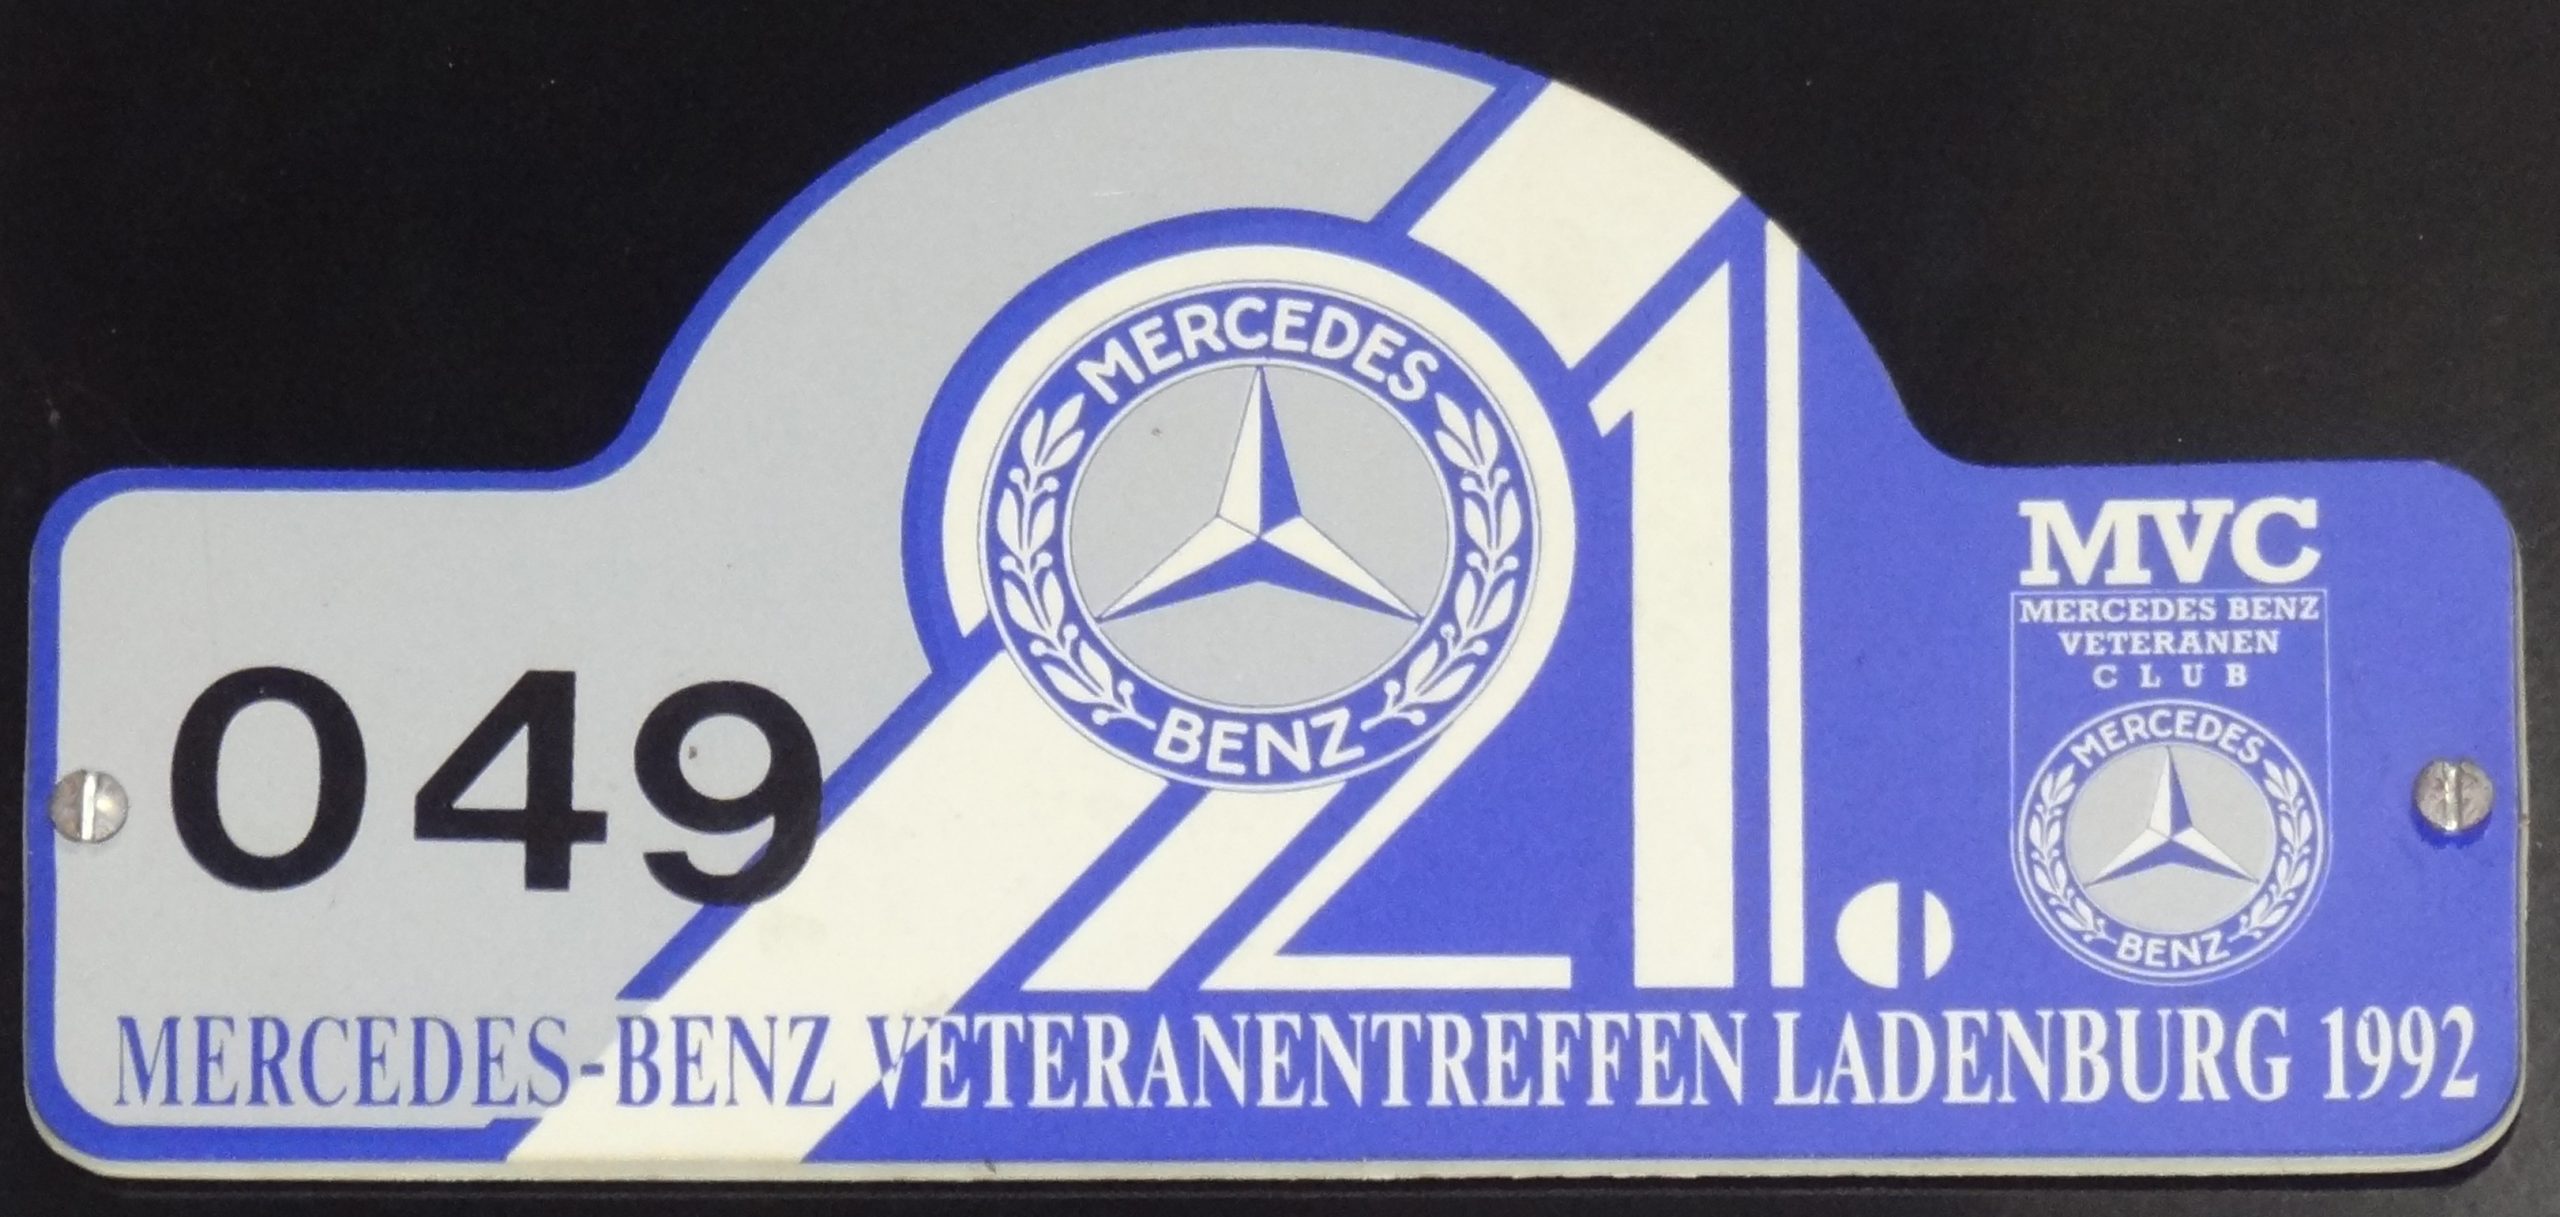 MERCEDES
BENZ
21.
049
MVC
MERCEDES BENZ
VETERANEN
CLUB
MERCEDES
BENZ
MERCEDES-BENZ VETERANENTREFFEN LADENBURG 1992